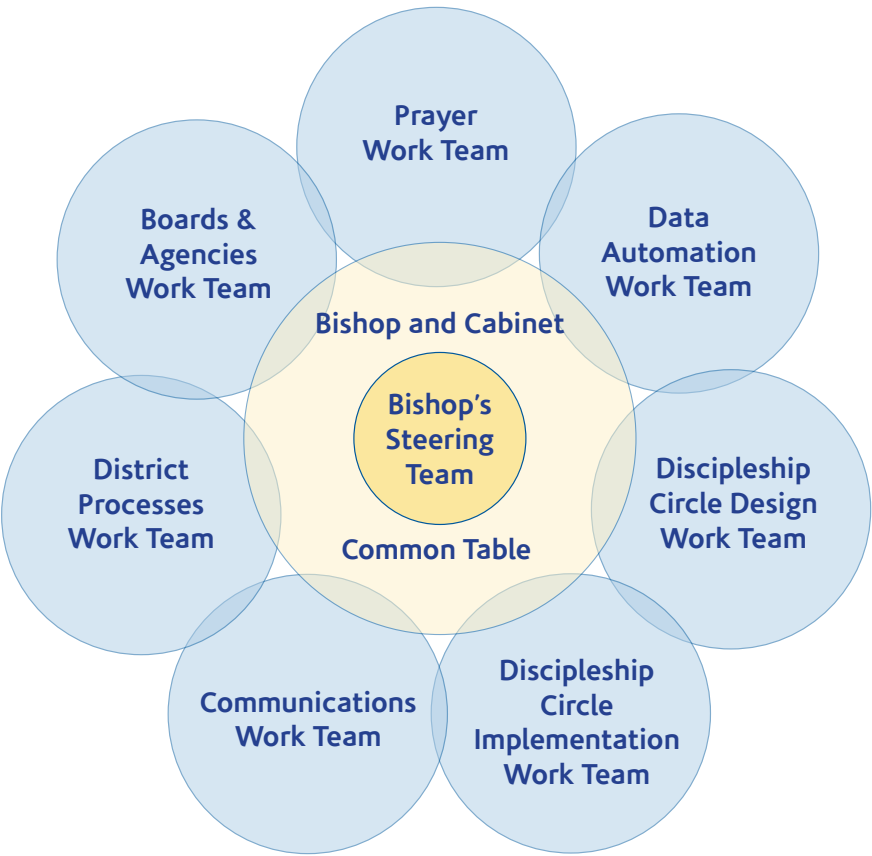 Prayer
Work Team
Boards &
Agencies
Work Team
Data
Automation
Work Team
Bishop and Cabinet
Bishop’s
Steering
Team
District
Processes
Work Team
Discipleship
Circle Design
Work Team
Common Table
Communications
Work Team
Discipleship
Circle
Implementation
Work Team